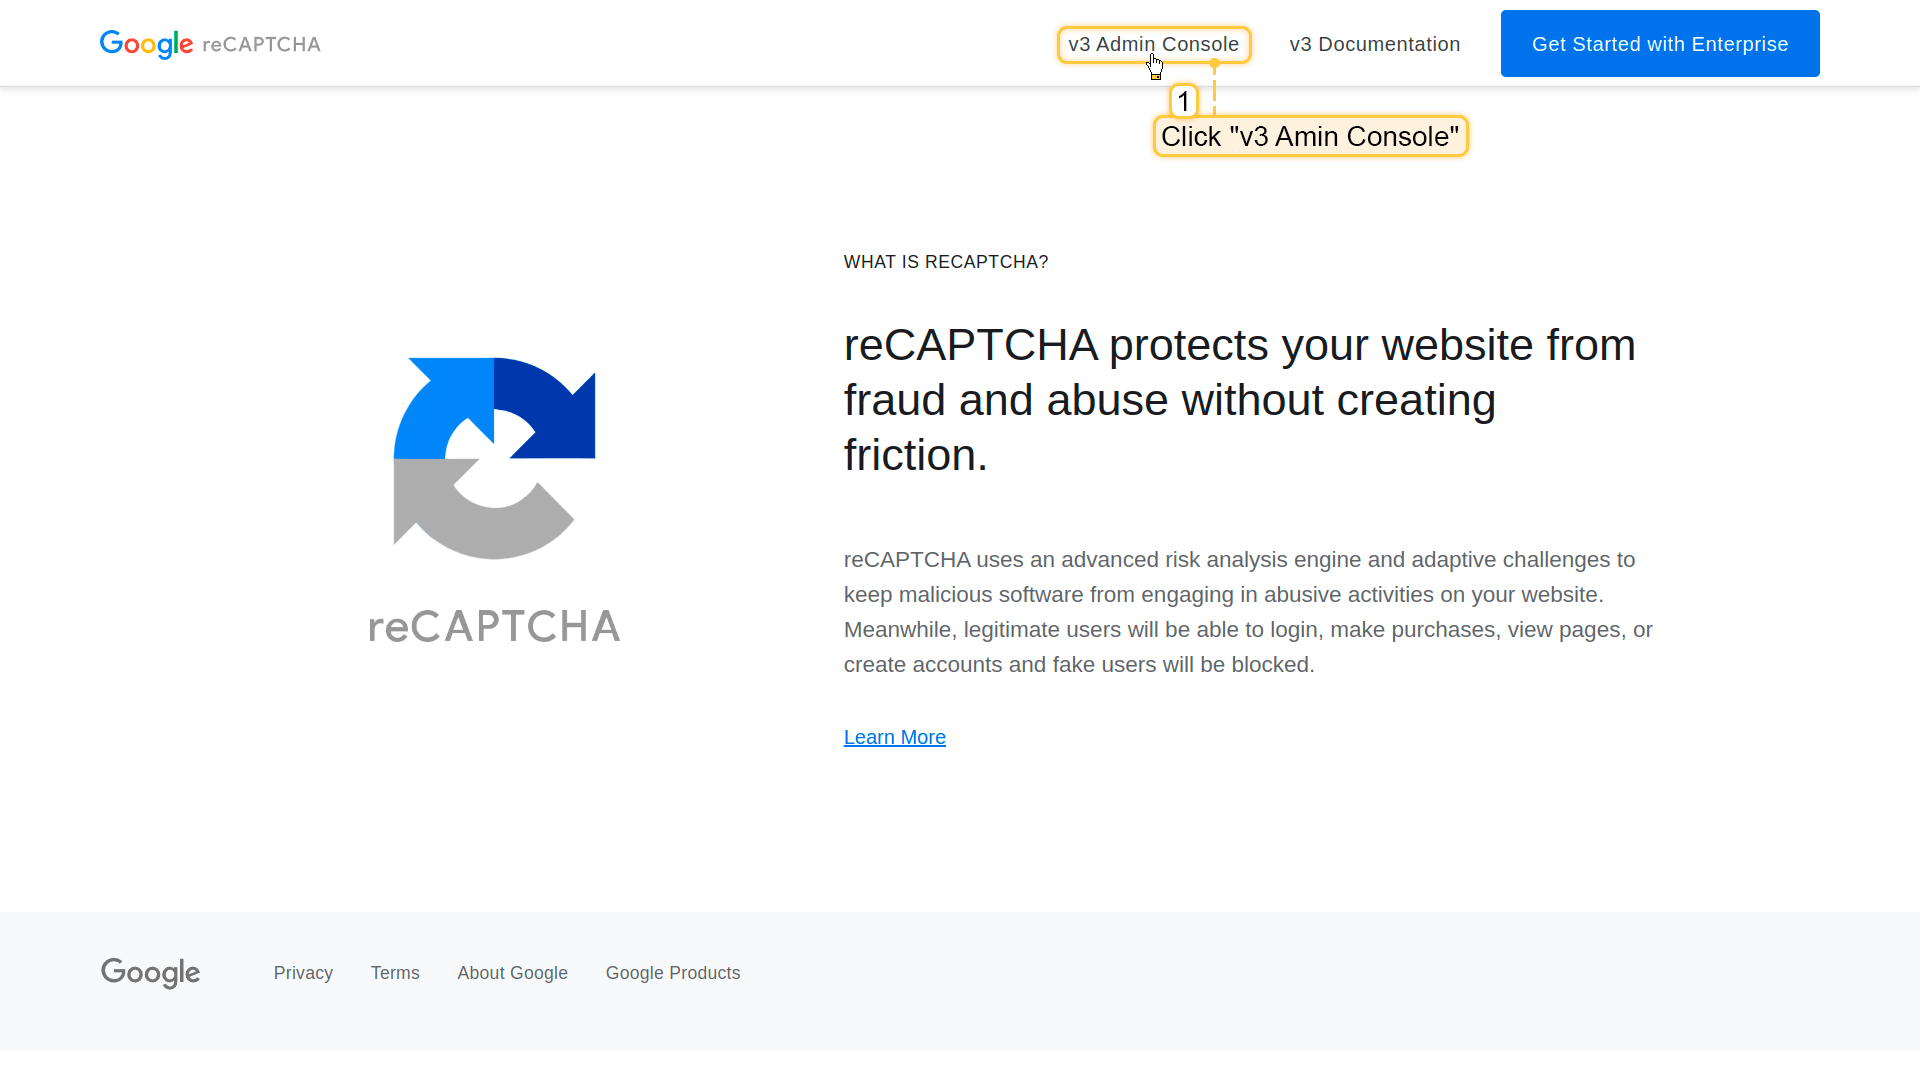 Google reCAPTCHA
v3 Admin Console
v3 Documentation
Get Started with Enterprise
1
Click "v3 Amin Console"
WHAT IS RECAPTCHA?
reCAPTCHA protects your website from
fraud and abuse without creating
friction.
reCAPTCHA
reCAPTCHA uses an advanced risk analysis engine and adaptive challenges to
keep malicious software from engaging in abusive activities on your website.
Meanwhile, legitimate users will be able to login, make purchases, view pages, or
create accounts and fake users will be blocked.
Learn More
Google
Privacy
Terms
About Google
Google Products